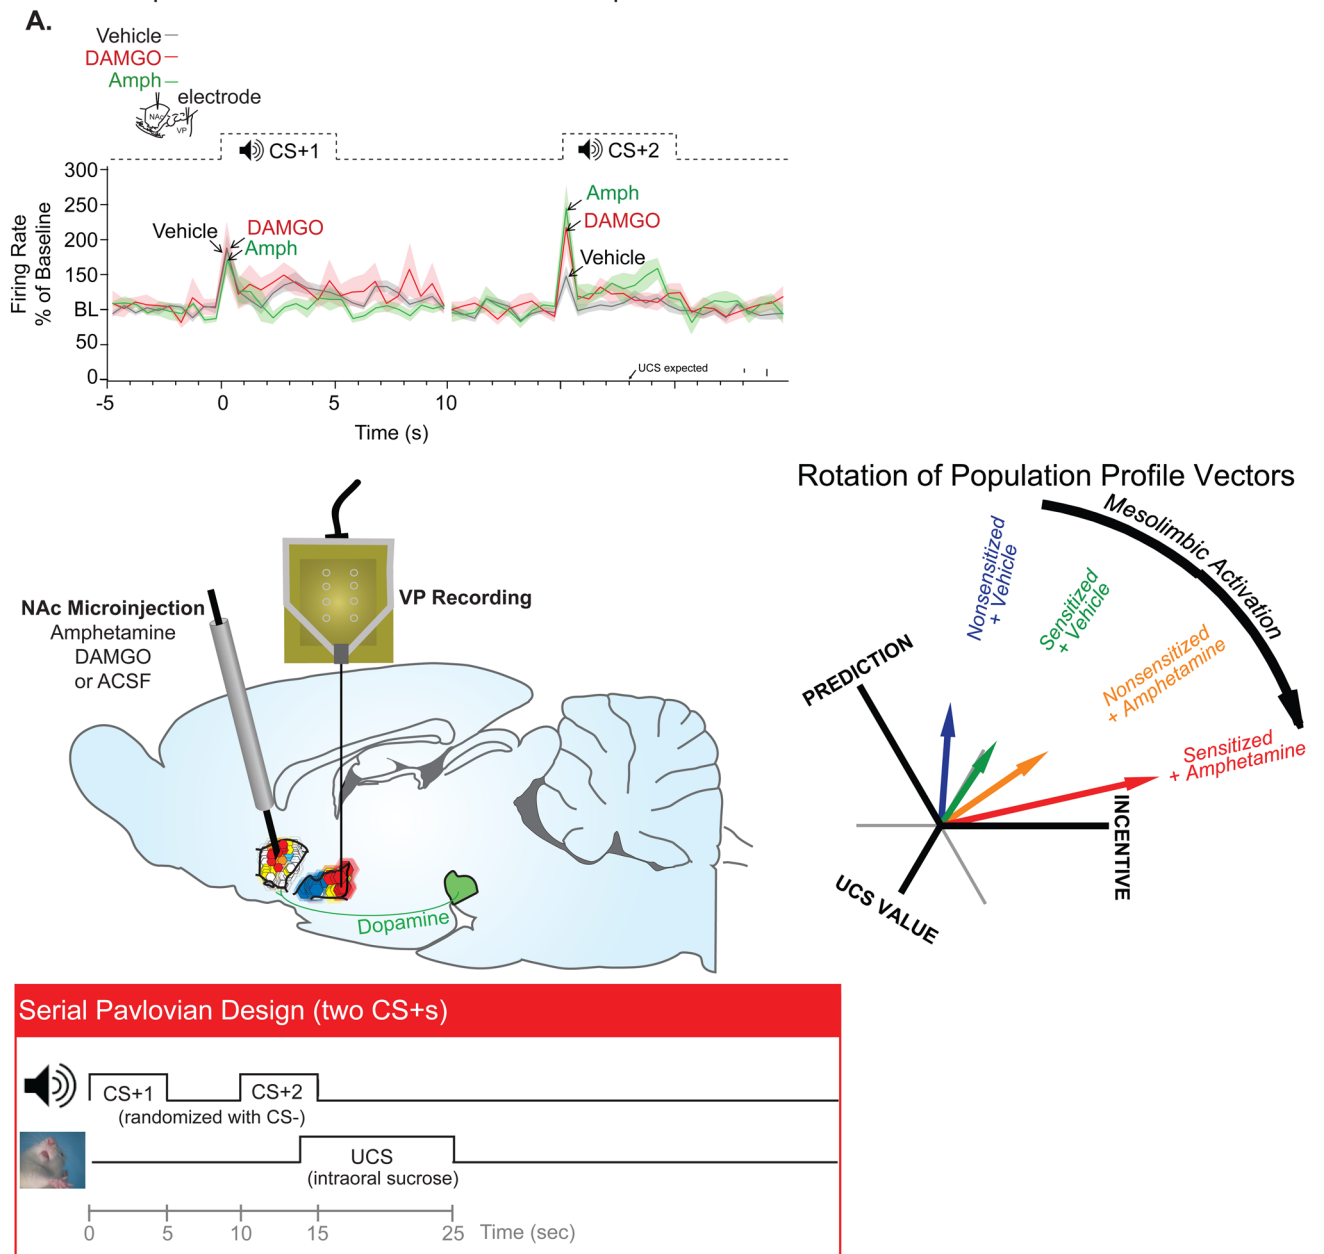 A.
Vehicle
DAMGO
Amph
electrode
NAc
VP
CS+1
CS+2
300
250
200
150
BL
50
0
Firing Rate
% of Baseline
Vehicle
DAMGO
Amph
Amph
DAMGO
Vehicle
UCS expected
-5
0
5
10
Time (s)
NAc Microinjection
Amphetamine
DAMGO
or ACSF
VP Recording
Dopamine
Rotation of Population Profile Vectors
Mesolimbic Activation
Nonsensitized
+ Vehicle
Sensitized
+ Vehicle
Nonsensitized
+ Amphetamine
Sensitized
+ Amphetamine
PREDICTION
INCENTIVE
UCS VALUE
Serial Pavlovian Design (two CS+s)
CS+1
CS+2
(randomized with CS-)
UCS
(intraoral sucrose)
0
5
10
15
25
Time (sec)